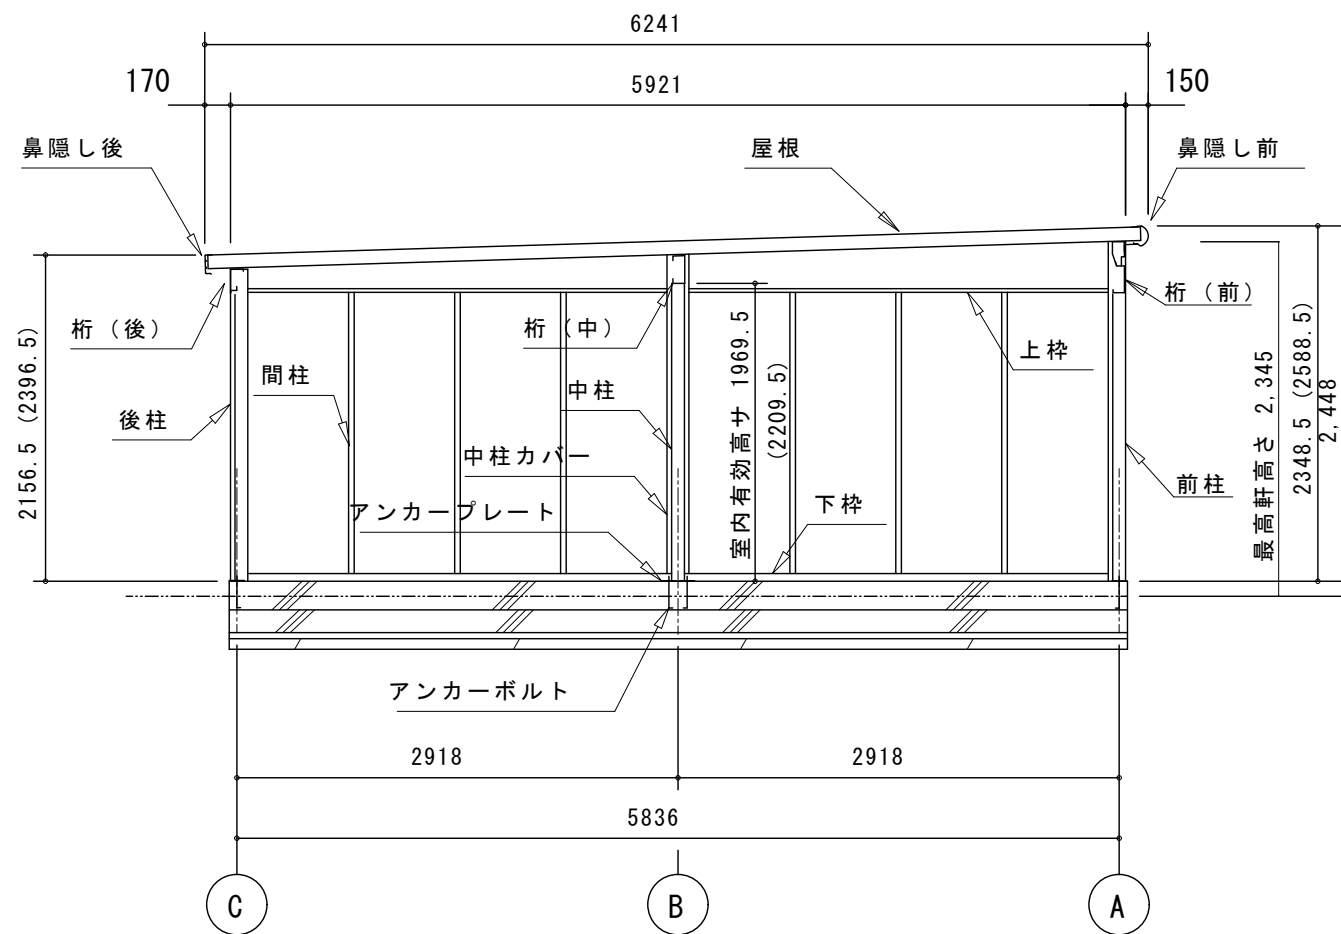 6241
170
5921
150
鼻隠し後
屋根
鼻隠し前
桁（後）
桁（中）
桁（前）
上枠
間柱
中柱
後柱
中柱カバー
アンカープレート
下枠
前柱
2156.5 (2396.5)
室内有効高サ 1969.5
(2209.5)
最高軒高さ 2,345
2348.5 (2588.5)
2,448
アンカーボルト
2918
2918
5836
C
B
A